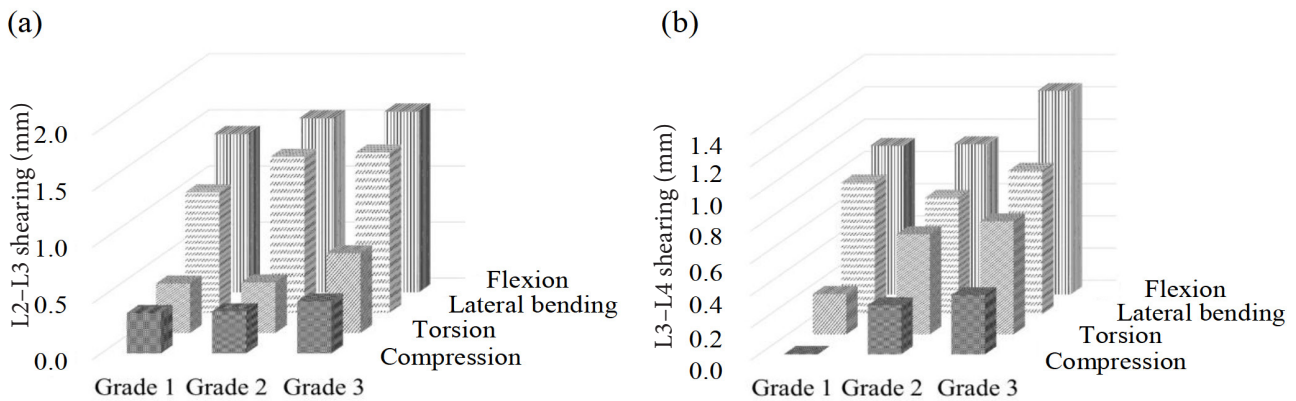 (a)
L2–L3 shearing (mm)
2.0
1.5
1.0
0.5
0.0
Grade 1 Grade 2 Grade 3
Flexion
Lateral bending
Torsion
Compression
(b)
L3–L4 shearing (mm)
1.4
1.2
1.0
0.8
0.6
0.4
0.2
0.0
Grade 1 Grade 2 Grade 3
Flexion
Lateral bending
Torsion
Compression